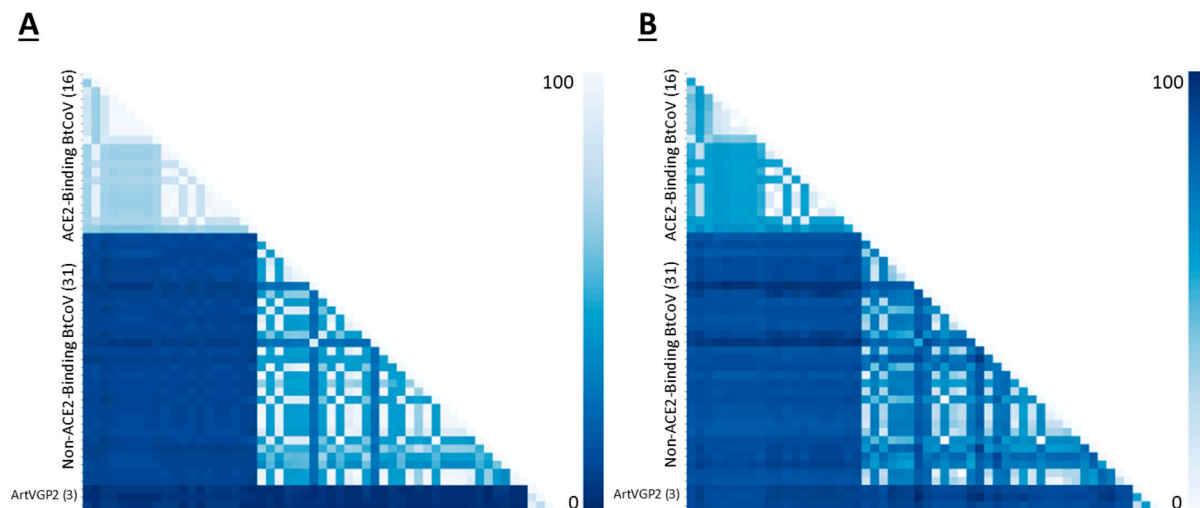 A
ACE2-Binding BtCoV (16)
Non-ACE2-Binding BtCoV (31)
ArtVGP2 (3)
100
0
B
ACE2-Binding BtCoV (16)
Non-ACE2-Binding BtCoV (31)
ArtVGP2 (3)
100
0